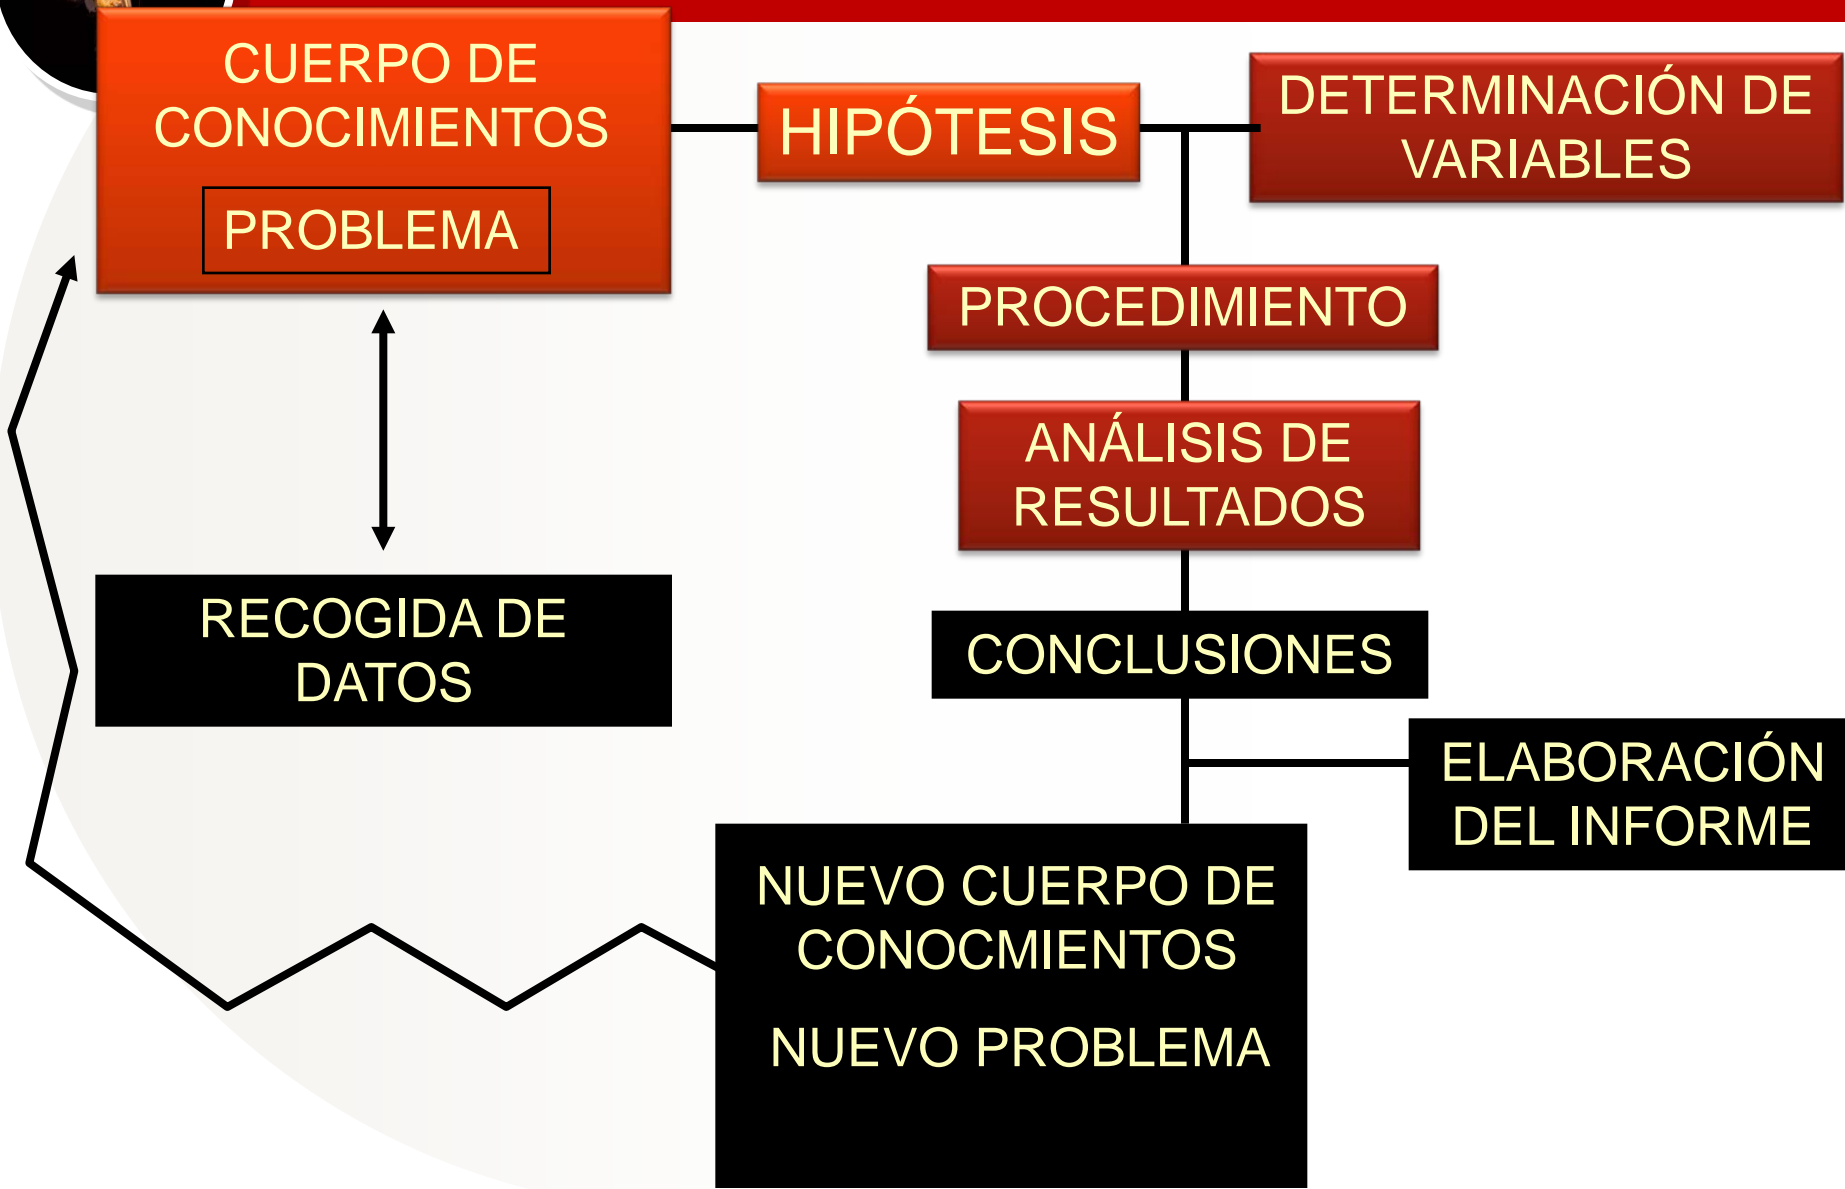 CUERPO DE
CONOCIMIENTOS
PROBLEMA
HIPÓTESIS
DETERMINACIÓN DE
VARIABLES
PROCEDIMIENTO
ANÁLISIS DE
RESULTADOS
RECOGIDA DE
DATOS
CONCLUSIONES
ELABORACIÓN
DEL INFORME
NUEVO CUERPO DE
CONOCMIENTOS
NUEVO PROBLEMA